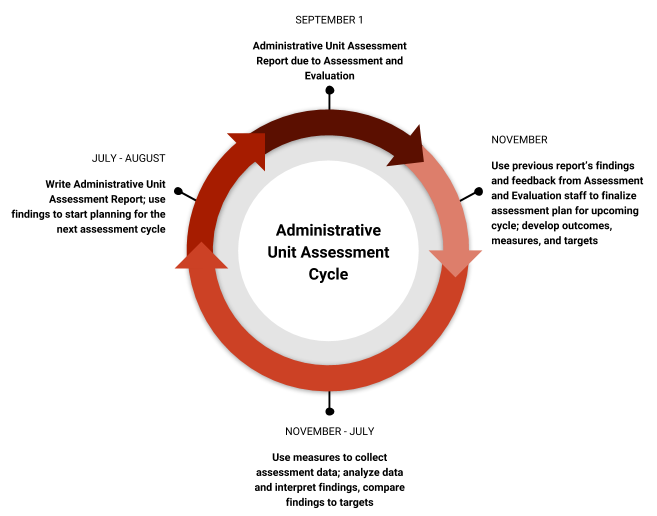 SEPTEMBER 1
Administrative Unit Assessment
Report due to Assessment and
Evaluation
NOVEMBER
Use previous report's findings
and feedback from Assessment
and Evaluation staff to finalize
assessment plan for upcoming
cycle; develop outcomes,
measures, and targets
JULY - AUGUST
Write Administrative Unit
Assessment Report; use
findings to start planning for the
next assessment cycle
Administrative
Unit Assessment
Cycle
NOVEMBER - JULY
Use measures to collect
assessment data; analyze data
and interpret findings, compare
findings to targets